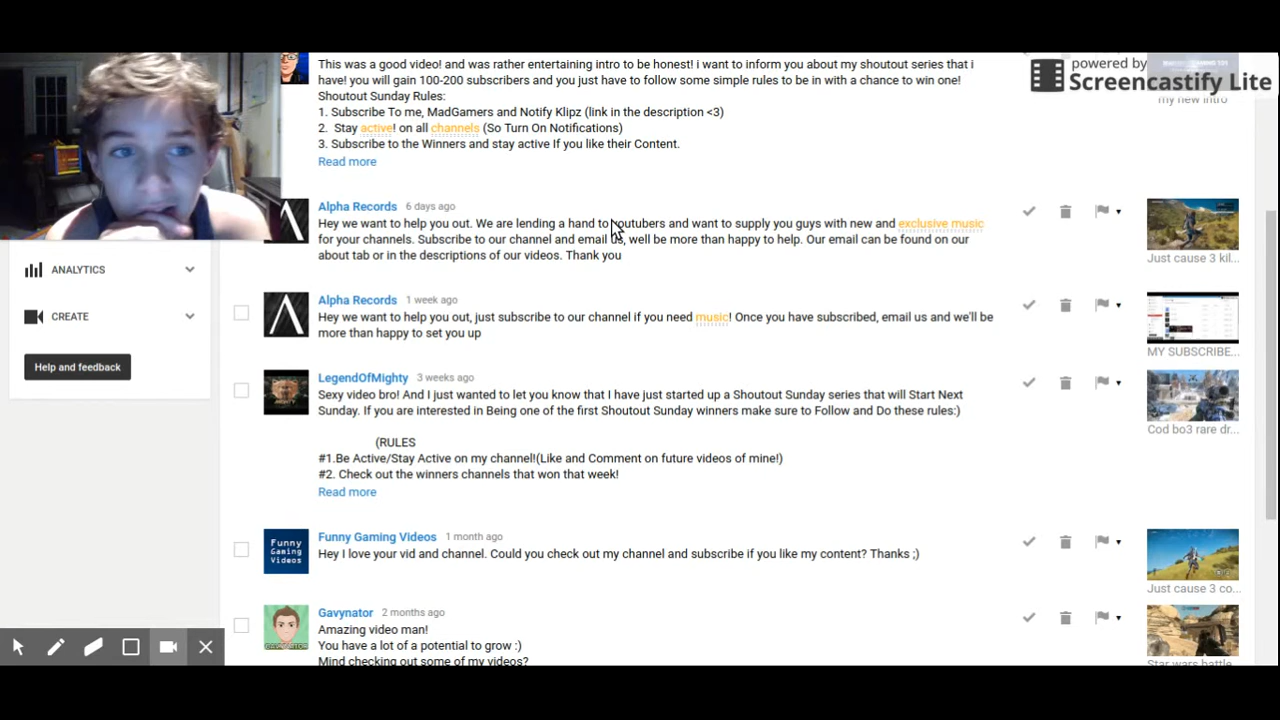 This was a good video! and was rather entertaining intro to be honest! i want to inform you about my shoutout series that i
have! you will gain 100-200 subscribers and you just have to follow some simple rules to be in with a chance to win one!
Shoutout Sunday Rules:
1. Subscribe To me, MadGamers and Notify Klipz (link in the description <3)
2. Stay active! on all channels (So Turn On Notifications)
3. Subscribe to the Winners and stay active If you like their Content.
Read more
powered by
Screencastify Lite
my new intro
Alpha Records 6 days ago
Hey we want to help you out. We are lending a hand to youtubers and want to supply you guys with new and exclusive music
for your channels. Subscribe to our channel and email us, well be more than happy to help. Our email can be found on our
about tab or in the descriptions of our videos. Thank you
Just cause 3 kil...
ANALYTICS
CREATE
Help and feedback
Alpha Records 1 week ago
Hey we want to help you out, just subscribe to our channel if you need music! Once you have subscribed, email us and we'll be
more than happy to set you up
MY SUBSCRIBE...
LegendOfMighty 3 weeks ago
Sexy video bro! And I just wanted to let you know that I have just started up a Shoutout Sunday series that will Start Next
Sunday. If you are interested in Being one of the first Shoutout Sunday winners make sure to Follow and Do these rules:)
(RULES
#1.Be Active/Stay Active on my channel!(Like and Comment on future videos of mine!)
#2. Check out the winners channels that won that week!
Read more
Cod bo3 rare dr...
Funny Gaming Videos
Funny Gaming Videos 1 month ago
Hey I love your vid and channel. Could you check out my channel and subscribe if you like my content? Thanks ;)
Just cause 3 co...
Gavynator 2 months ago
Amazing video man!
You have a lot of potential to grow :)
Mind checking out some of my videos?
Star wars battle